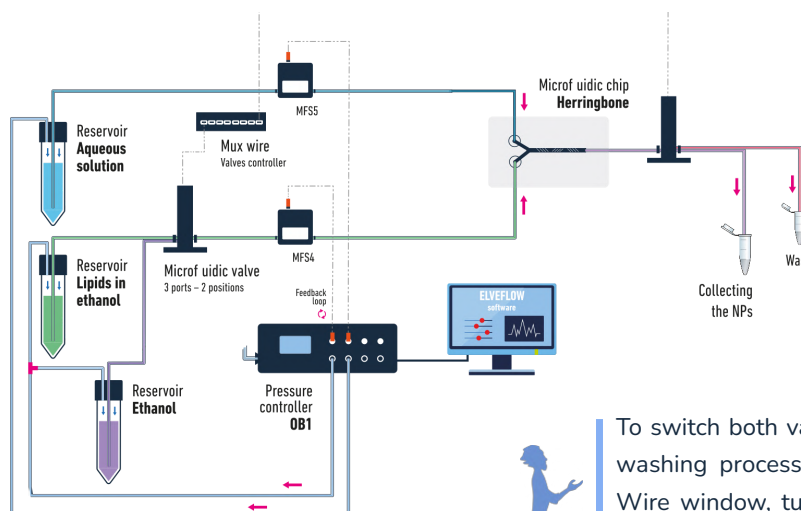 MFS5
Microf uidic chip
Herringbone
Reservoir
Aqueous
solution
Mux wire
Valves controller
MFS4
Microf uidic valve
3 ports – 2 positions
Reservoir
Lipids in
ethanol
Feedback
loop
ELVEFLOW
software
Collecting
the NPs
Wa
Reservoir
Ethanol
Pressure
controller
OB1
To switch both va
washing process
Wire window, tu